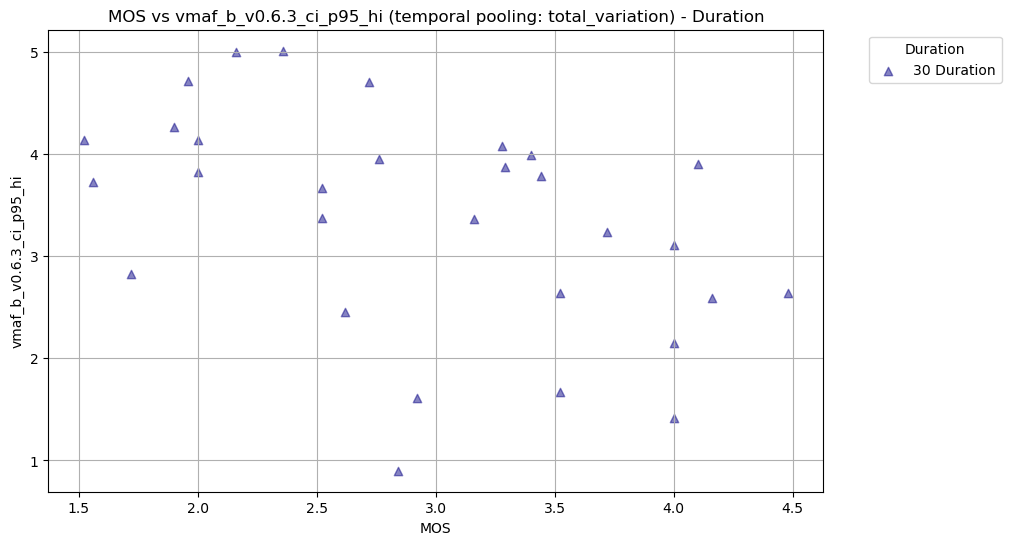 MOS vs vmaf_b_v0.6.3_ci_p95_hi (temporal pooling: total_variation) - Duration
Duration
30 Duration
vmaf_b_v0.6.3_ci_p95_hi
5
4
3
2
1
1.5 2.0 2.5 3.0 3.5 4.0 4.5
MOS